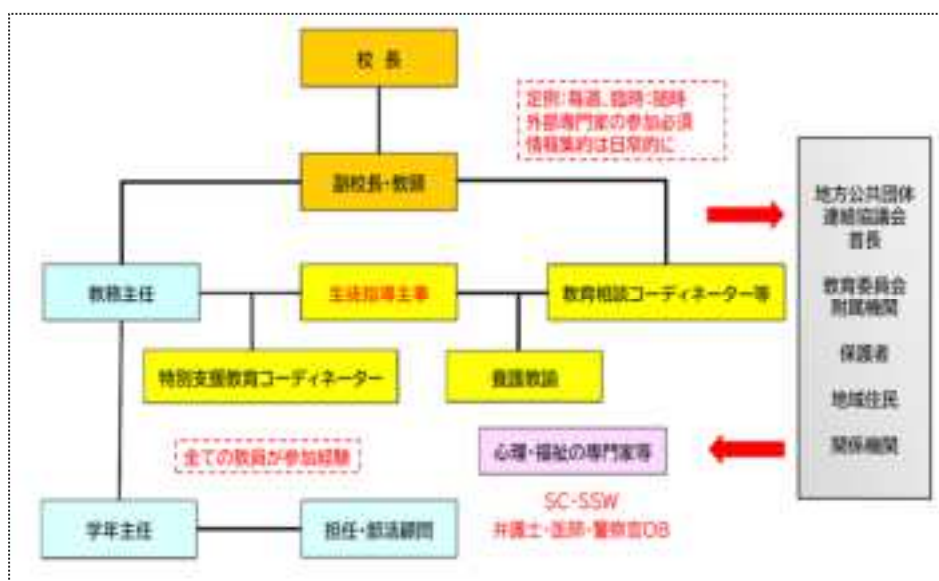 校 長
定例：毎週、臨時：随時
外部専門家の参加必須
情報集約は日常的に
副校長・教頭
地方公共団体
連絡協議会
首長
教育委員会
附属機関
保護者
地域住民
関係機関
教務主任
生徒指導主事
教育相談コーディネーター等
特別支援教育コーディネーター
養護教諭
全ての教員が参加経験
心理・福祉の専門家等
SC・SSW
弁護士・医師・警察官OB
学年主任
担任・部活顧問